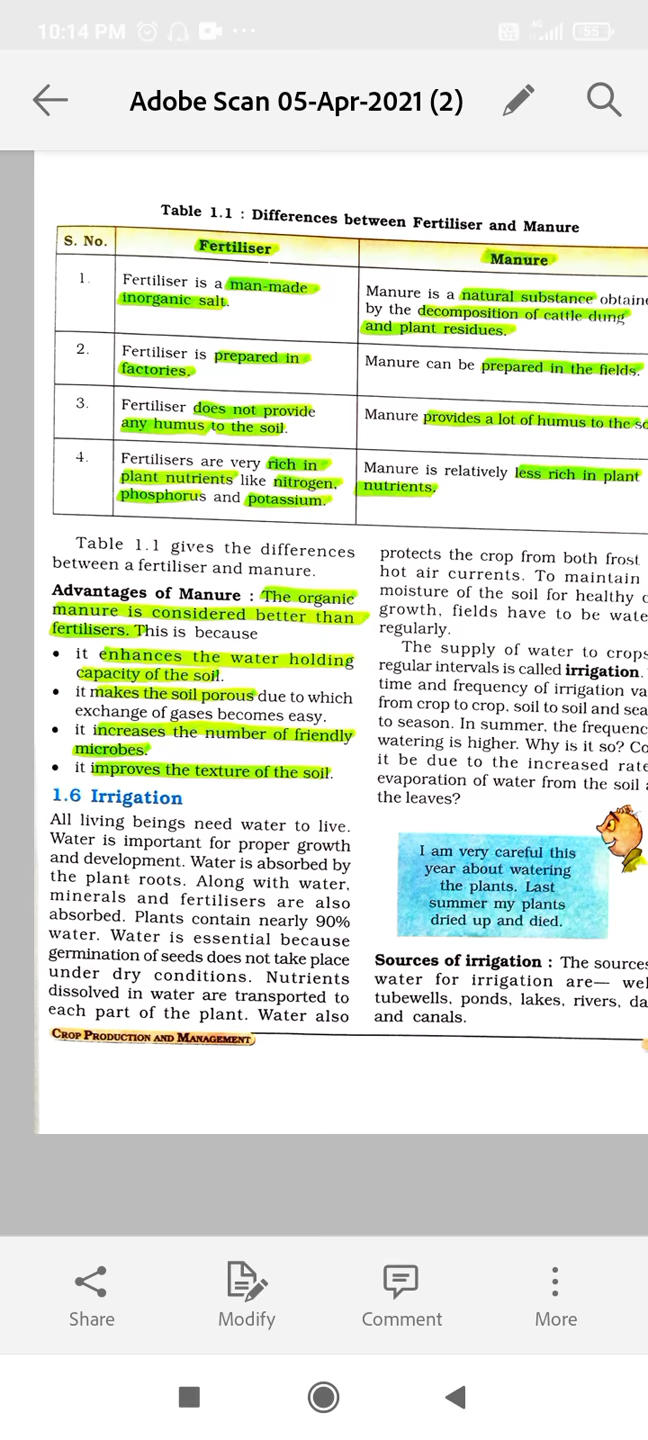 10:14 PM
4G
55
Adobe Scan 05-Apr-2021 (2)
Table 1.1 : Differences between Fertiliser and Manure
S. No.
Fertiliser
Manure
1.
Fertiliser is a man-made
inorganic salt.
Manure is a natural substance obtaine
by the decomposition of cattle dung
and plant residues.
2.
Fertiliser is prepared in
factories.
Manure can be prepared in the fields.
3.
Fertiliser does not provide
any humus to the soil.
Manure provides a lot of humus to the so
4.
Fertilisers are very rich in
plant nutrients like nitrogen,
phosphorus and potassium.
Manure is relatively less rich in plant
nutrients.
Table 1.1 gives the differences
between a fertiliser and manure.
Advantages of Manure : The organic
manure is considered better than
fertilisers. This is because
• it enhances the water holding
capacity of the soil.
• it makes the soil porous due to which
exchange of gases becomes easy.
• it increases the number of friendly
microbes.
• it improves the texture of the soil.
1.6 Irrigation
All living beings need water to live.
Water is important for proper growth
and development. Water is absorbed by
the plant roots. Along with water,
minerals and fertilisers are also
absorbed. Plants contain nearly 90%
water. Water is essential because
germination of seeds does not take place
under dry conditions. Nutrients
dissolved in water are transported to
each part of the plant. Water also
protects the crop from both frost
hot air currents. To maintain
moisture of the soil for healthy c
growth, fields have to be wate
regularly.
The supply of water to crops
regular intervals is called irrigation.
time and frequency of irrigation va
from crop to crop, soil to soil and sea
to season. In summer, the frequenc
watering is higher. Why is it so? Co
it be due to the increased rate
evaporation of water from the soil a
the leaves?
I am very careful this
year about watering
the plants. Last
summer my plants
dried up and died.
Sources of irrigation : The sources
water for irrigation are— wel
tubewells, ponds, lakes, rivers, da
and canals.
CROP PRODUCTION AND MANAGEMENT
Share
Modify
Comment
More